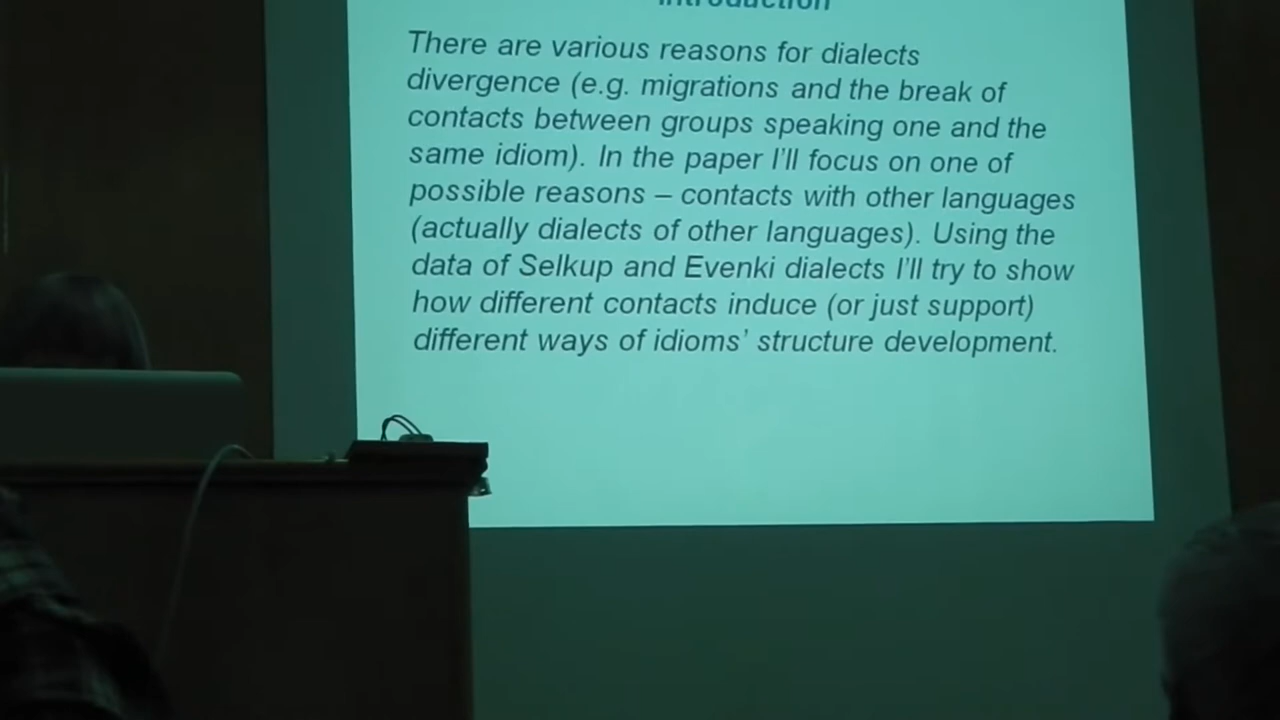 Introduction
There are various reasons for dialects
divergence (e.g. migrations and the break of
contacts between groups speaking one and the
same idiom). In the paper I'll focus on one of
possible reasons – contacts with other languages
(actually dialects of other languages). Using the
data of Selkup and Evenki dialects I'll try to show
how different contacts induce (or just support)
different ways of idioms' structure development.